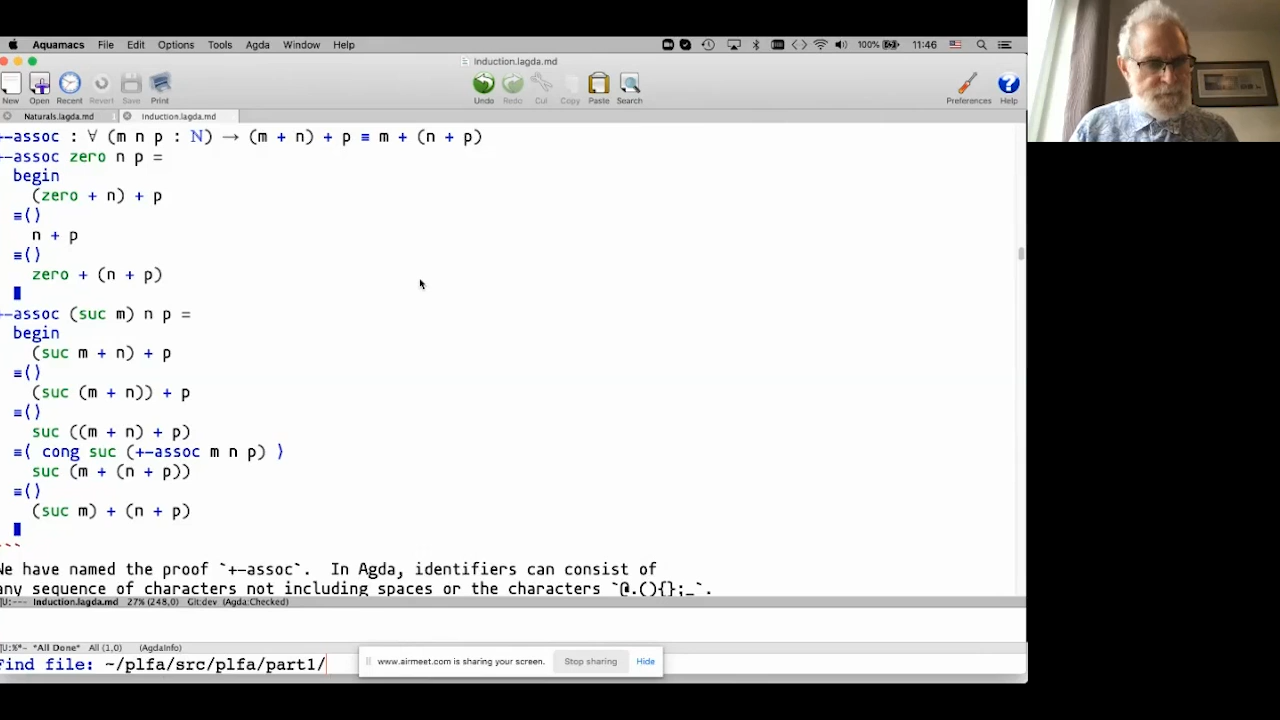 Aquamacs File Edit Options Tools Agda Window Help 100% 11:46
Induction.lagda.md
New Open Recent Revert Save Print Undo Redo Cut Copy Paste Search Preferences Help
Naturals.lagda.md Induction.lagda.md
+-assoc : ∀ (m n p : ℕ) → (m + n) + p ≡ m + (n + p)
+-assoc zero n p =
begin
(zero + n) + p
≡⟨⟩
n + p
≡⟨⟩
zero + (n + p)
∎
+-assoc (suc m) n p =
begin
(suc m + n) + p
≡⟨⟩
(suc (m + n)) + p
≡⟨⟩
suc ((m + n) + p)
≡⟨ cong suc (+-assoc m n p) ⟩
suc (m + (n + p))
≡⟨⟩
(suc m) + (n + p)
∎
```
We have named the proof `+-assoc`. In Agda, identifiers can consist of
any sequence of characters not including spaces or the characters `@.(){};_`.
U:--- Induction.lagda.md 27% (248,0) Git:dev (Agda:Checked)
U:%*- *All Done* All (1,0) (AgdaInfo)
Find file: ~/plfa/src/plfa/part1/
www.airmeet.com is sharing your screen. Stop sharing Hide